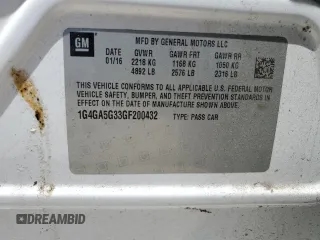 GM
MFD BY GENERAL MOTORS LLC
DATE GVWR GAWR FRT GAWR RR
01/16 2218 KG 1168 KG 1050 KG
4892 LB 2576 LB 2316 LB
THIS VEHICLE CONFORMS TO ALL APPLICABLE U.S. FEDERAL MOTOR
VEHICLE SAFETY, BUMPER, AND THEFT PREVENTION STANDARDS IN EFFECT
ON THE DATE OF MANUFACTURE SHOWN ABOVE.
1G4GA5G33GF200432 TYPE: PASS CAR
DREAMBID